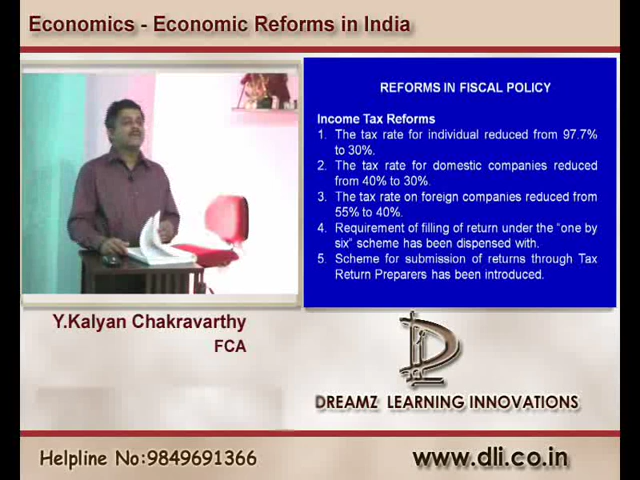 Economics - Economic Reforms in India
REFORMS IN FISCAL POLICY
Income Tax Reforms
1. The tax rate for individual reduced from 97.7%
to 30%.
2. The tax rate for domestic companies reduced
from 40% to 30%.
3. The tax rate on foreign companies reduced from
55% to 40%.
4. Requirement of filling of return under the “one by
six” scheme has been dispensed with.
5. Scheme for submission of returns through Tax
Return Preparers has been introduced.
Y.Kalyan Chakravarthy
FCA
DREAMZ LEARNING INNOVATIONS
Helpline No:9849691366
www.dli.co.in